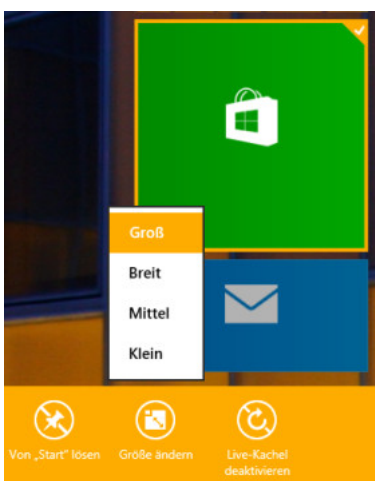 Groß
Breit
Mittel
Klein
Von „Start“ lösen
Größe ändern
Live-Kachel
deaktivieren